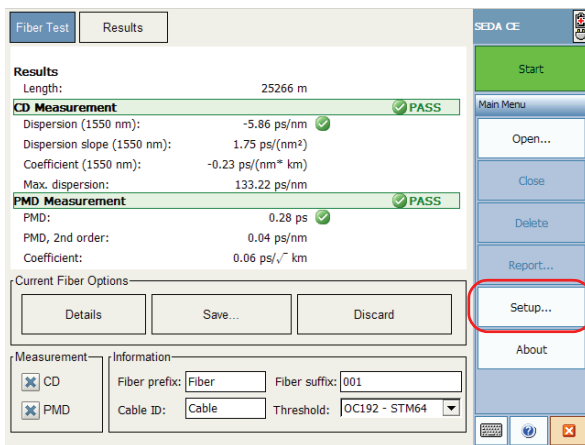 Fiber Test
Results
SEDA CE
Start
Main Menu
Open...
Close
Delete
Report...
Setup...
About
Results
Length: 25266 m
CD Measurement PASS
Dispersion (1550 nm): -5.86 ps/nm
Dispersion slope (1550 nm): 1.75 ps/(nm²)
Coefficient (1550 nm): -0.23 ps/(nm* km)
Max. dispersion: 133.22 ps/nm
PMD Measurement PASS
PMD: 0.28 ps
PMD, 2nd order: 0.04 ps/nm
Coefficient: 0.06 ps/√ km
Current Fiber Options
Details
Save...
Discard
Measurement
CD
PMD
Information
Fiber prefix: Fiber
Fiber suffix: 001
Cable ID: Cable
Threshold: OC192 - STM64